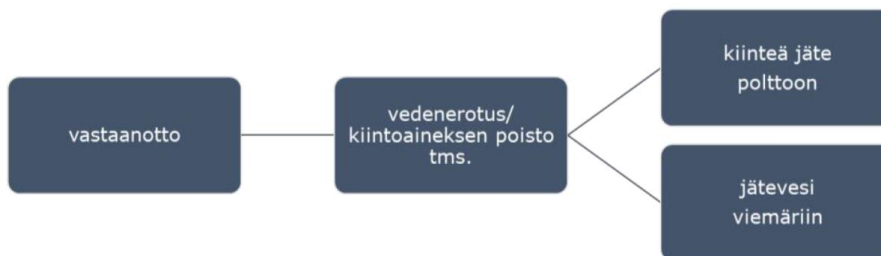 vastaanotto
vedenerotus/
kiintoaineksen poisto
tms.
kiinteä jäte
polttoon
jätevesi
viemäriin